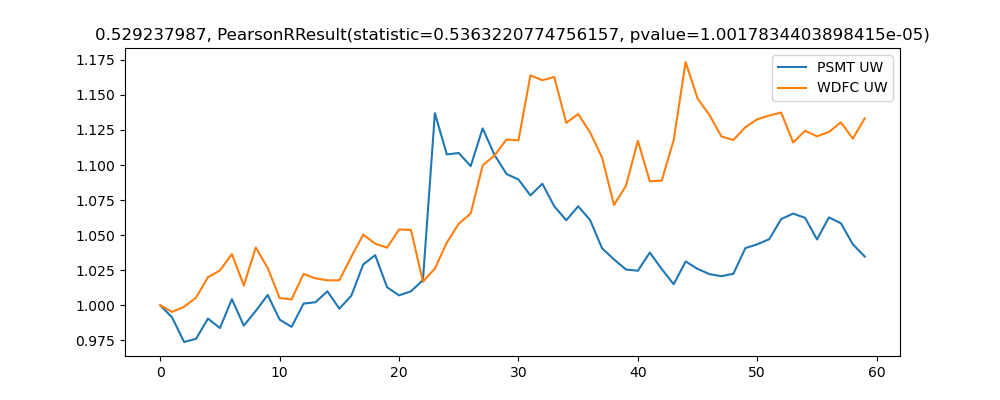 0.529237987, PearsonRResult(statistic=0.5363220774756157, pvalue=1.0017834403898415e-05)
1.175
1.150
1.125
1.100
1.075
1.050
1.025
1.000
0.975
PSMT UW
WDFC UW
0 10 20 30 40 50 60